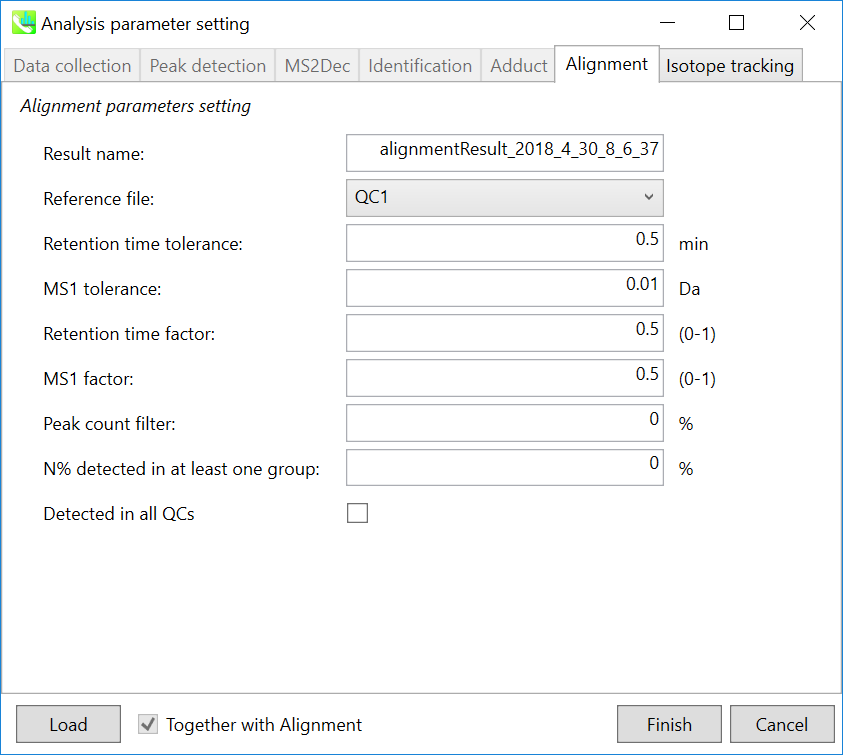 Analysis parameter setting
Data collection Peak detection MS2Dec Identification Adduct Alignment Isotope tracking
Alignment parameters setting
Result name: alignmentResult_2018_4_30_8_6_37
Reference file: QC1
Retention time tolerance: 0.5 min
MS1 tolerance: 0.01 Da
Retention time factor: 0.5 (0-1)
MS1 factor: 0.5 (0-1)
Peak count filter: 0 %
N% detected in at least one group: 0 %
Detected in all QCs
Load Together with Alignment Finish Cancel